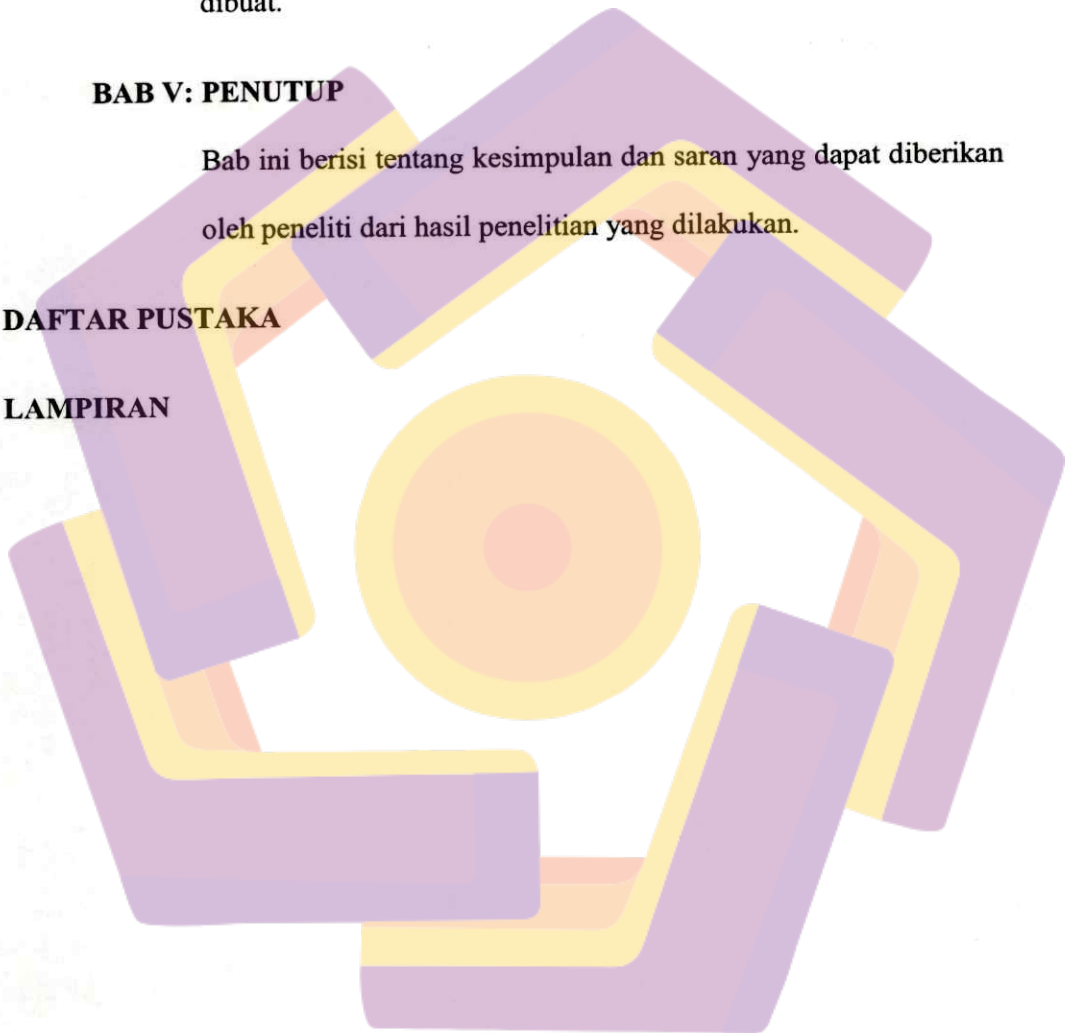 dibuat.
BAB V: PENUTUP
Bab ini berisi tentang kesimpulan dan saran yang dapat diberikan
oleh peneliti dari hasil penelitian yang dilakukan.
DAFTAR PUSTAKA
LAMPIRAN